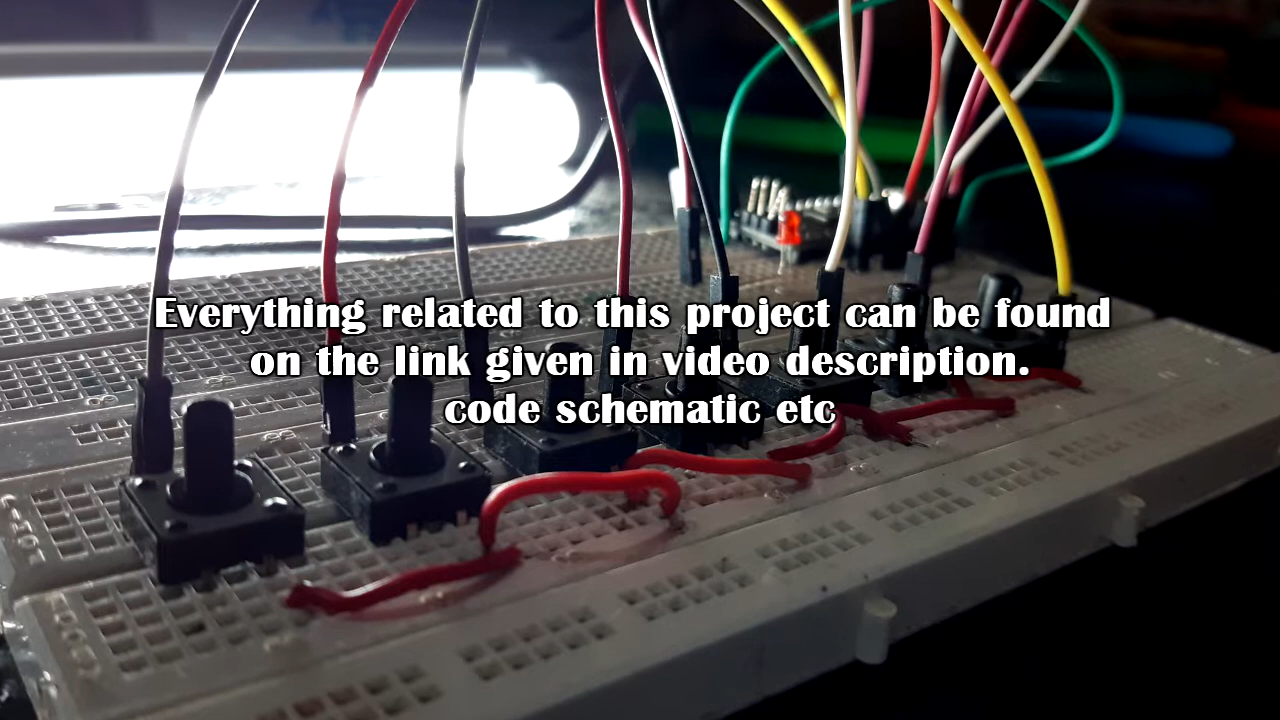 Everything related to this project can be found
on the link given in video description.
code schematic etc